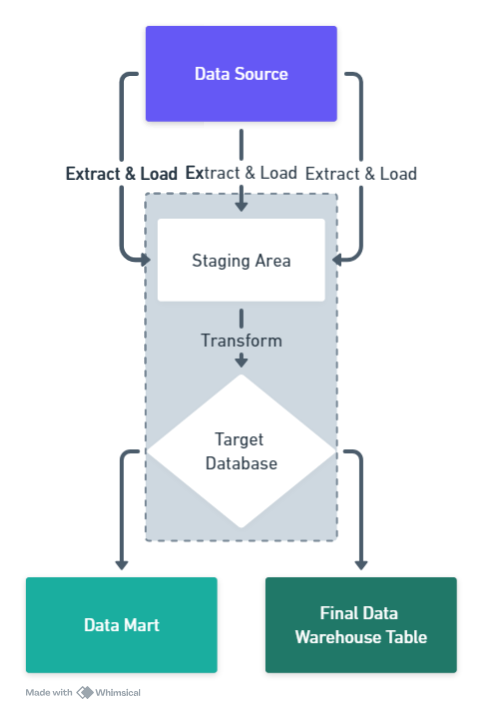 Data Source
Extract & Load Extract & Load Extract & Load
Staging Area
Transform
Target
Database
Data Mart
Final Data
Warehouse Table
Made with Whimsical